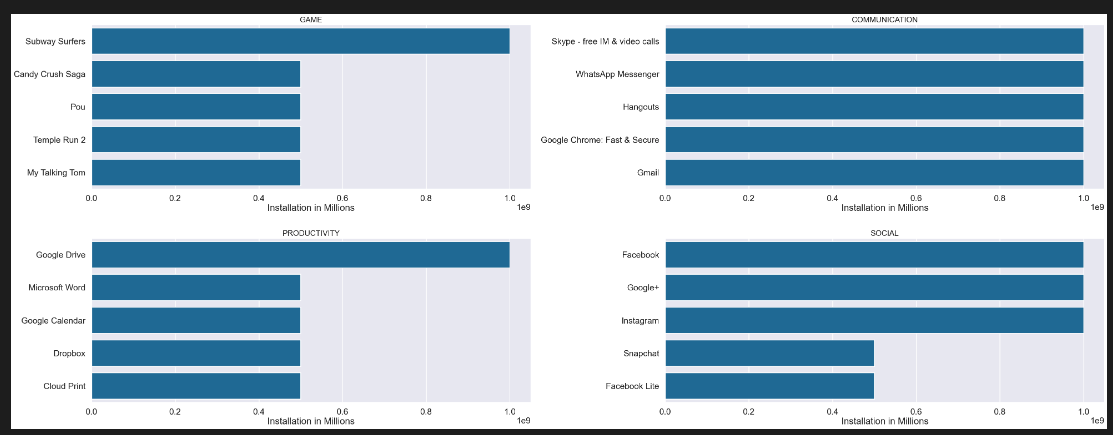 GAME
Subway Surfers
Candy Crush Saga
Pou
Temple Run 2
My Talking Tom
0.0 0.2 0.4 0.6 0.8 1.0
Installation in Millions
1e9
COMMUNICATION
Skype - free IM & video calls
WhatsApp Messenger
Hangouts
Google Chrome: Fast & Secure
Gmail
0.0 0.2 0.4 0.6 0.8 1.0
Installation in Millions
1e9
PRODUCTIVITY
Google Drive
Microsoft Word
Google Calendar
Dropbox
Cloud Print
0.0 0.2 0.4 0.6 0.8 1.0
Installation in Millions
1e9
SOCIAL
Facebook
Google+
Instagram
Snapchat
Facebook Lite
0.0 0.2 0.4 0.6 0.8 1.0
Installation in Millions
1e9